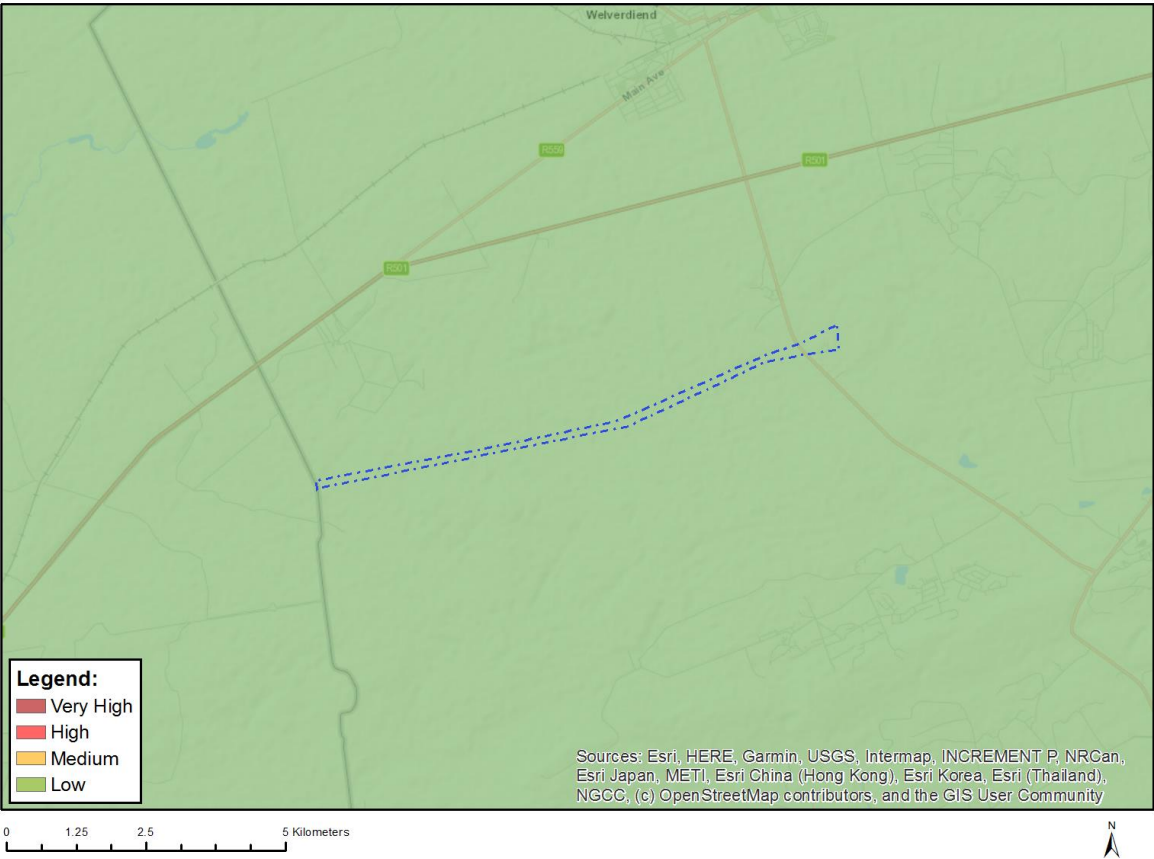 Welverdiend
Main Ave
R559
R501
R501
Legend:
Very High
High
Medium
Low
Sources: Esri, HERE, Garmin, USGS, Intermap, INCREMENT P, NRCan,
Esri Japan, METI, Esri China (Hong Kong), Esri Korea, Esri (Thailand),
NGCC, (c) OpenStreetMap contributors, and the GIS User Community
0 1.25 2.5 5 Kilometers
N